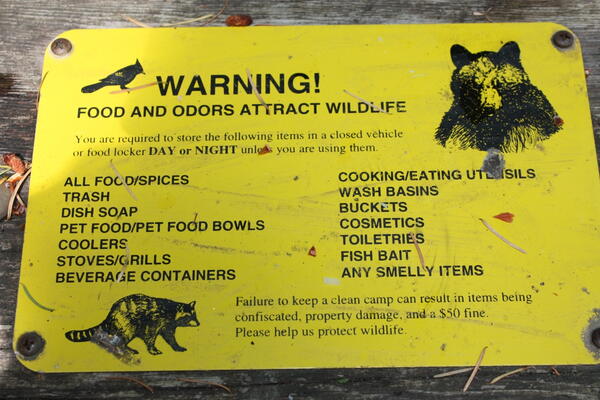 WARNING!
FOOD AND ODORS ATTRACT WILDLIFE
You are required to store the following items in a closed vehicle
or food locker DAY or NIGHT unless you are using them.
ALL FOOD/SPICES
TRASH
DISH SOAP
PET FOOD/PET FOOD BOWLS
COOLERS
STOVES/GRILLS
BEVERAGE CONTAINERS
COOKING/EATING UTENSILS
WASH BASINS
BUCKETS
COSMETICS
TOILETRIES
FISH BAIT
ANY SMELLY ITEMS
Failure to keep a clean camp can result in items being
confiscated, property damage, and a $50 fine.
Please help us protect wildlife.